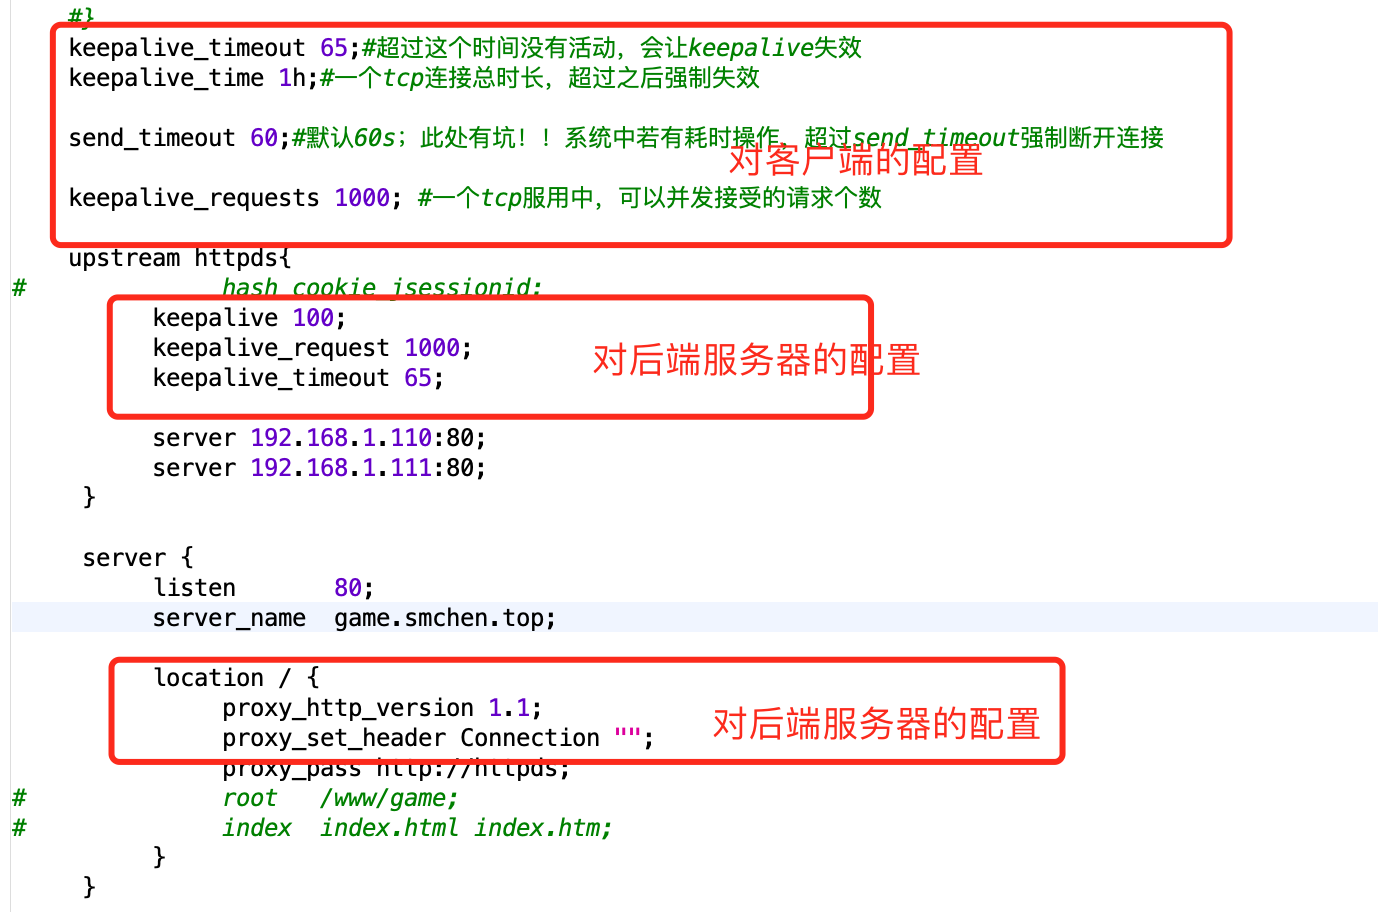 #}
keepalive_timeout 65;#超过这个时间没有活动，会让keepalive失效
keepalive_time 1h;#一个tcp连接总时长，超过之后强制失效
send_timeout 60;#默认60s；此处有坑！！系统中若有耗时操作，超过send_timeout强制断开连接
对客户端的配置
keepalive_requests 1000; #一个tcp服用中，可以并发接受的请求个数
upstream httpds{
# hash cookie jsessionid;
keepalive 100;
keepalive_request 1000;
对后端服务器的配置
keepalive_timeout 65;
server 192.168.1.110:80;
server 192.168.1.111:80;
}
server {
listen 80;
server_name game.smchen.top;
location / {
proxy_http_version 1.1;
对后端服务器的配置
proxy_set_header Connection "";
proxy_pass http://httpds;
# root /www/game;
# index index.html index.htm;
}
}